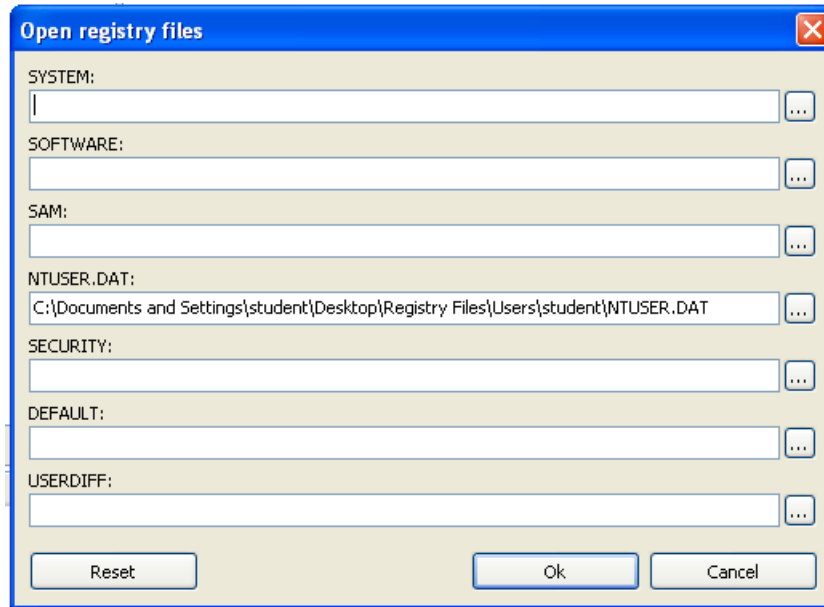 Open registry files
SYSTEM:
...
SOFTWARE:
...
SAM:
...
NTUSER.DAT:
C:\Documents and Settings\student\Desktop\Registry Files\Users\student\NTUSER.DAT
...
SECURITY:
...
DEFAULT:
...
USERDIFF:
...
Reset Ok Cancel